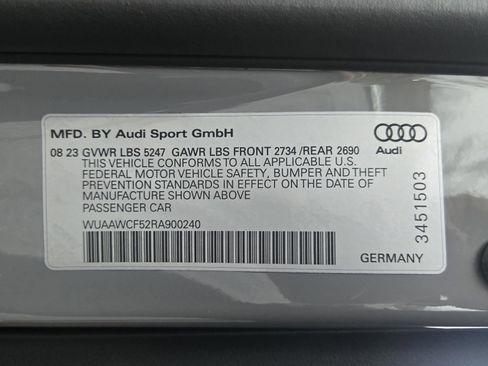 MFD. BY Audi Sport GmbH
08 23 GVWR LBS 5247 GAWR LBS FRONT 2734 /REAR 2690
THIS VEHICLE CONFORMS TO ALL APPLICABLE U.S.
FEDERAL MOTOR VEHICLE SAFETY, BUMPER AND THEFT
PREVENTION STANDARDS IN EFFECT ON THE DATE OF
MANUFACTURE SHOWN ABOVE
PASSENGER CAR
WUAAWCF52RA900240
Audi
3451503
GERMANY